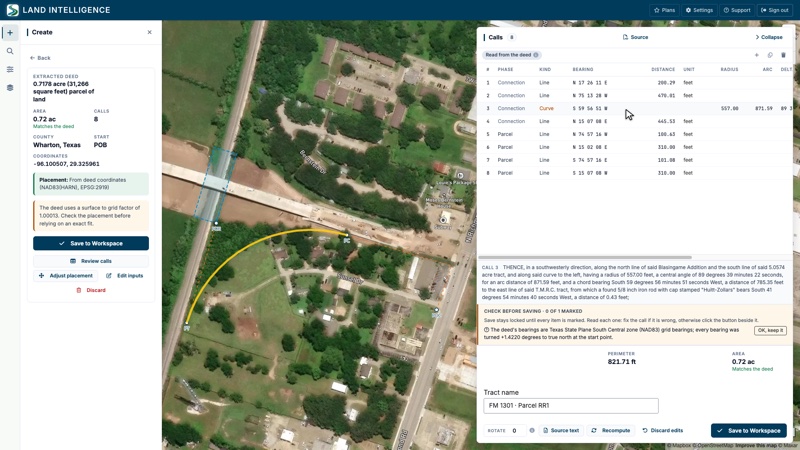 LAND INTELLIGENCE
Plans
Settings
Support
Sign out
Create
Back
EXTRACTED DEED
0.7178 acre (31,266 square feet) parcel of land
AREA
0.72 ac
Matches the deed
CALLS
8
COUNTY
Wharton, Texas
START
POB
COORDINATES
-96.100507, 29.325961
Placement: From deed coordinates (NAD83(HARN), EPSG:2919)
The deed uses a surface to grid factor of 1.00013. Check the placement before relying on an exact fit.
Save to Workspace
Review calls
Adjust placement
Edit inputs
Discard
POB
PC
PT
Calls 8
Source
Collapse
Read from the deed
# PHASE KIND BEARING DISTANCE UNIT RADIUS ARC DELT
1 Connection Line N 17 26 11 E 200.29 feet
2 Connection Line N 75 13 28 W 470.01 feet
3 Connection Curve S 59 56 51 W 557.00 871.59 89 3
4 Connection Line N 15 07 08 E 445.53 feet
5 Parcel Line N 74 57 16 W 100.63 feet
6 Parcel Line N 15 02 08 E 310.00 feet
7 Parcel Line S 74 57 16 E 101.08 feet
8 Parcel Line S 15 07 08 W 310.00 feet
CALL 3 THENCE, in a southwesterly direction, along the north line of said Blasingame Addition and the south line of said 5.0574 acre tract, and along said curve to the left, having a radius of 557.00 feet, a central angle of 89 degrees 39 minutes 22 seconds, for an arc distance of 871.59 feet, and a chord bearing South 59 degrees 56 minutes 51 seconds West, a distance of 785.35 feet to the east line of said T.M.R.C. tract, from which a found 5/8 inch iron rod with cap stamped "Hultt-Zollars" bears South 41 degrees 54 minutes 40 seconds West, a distance of 0.43 feet;
CHECK BEFORE SAVING · 0 OF 1 MARKED
Save stays locked until every item is marked. Read each one: fix the call if it is wrong, otherwise click the button beside it.
The deed's bearings are Texas State Plane South Central zone (NAD83) grid bearings; every bearing was turned +1.4220 degrees to true north at the start point.
OK, keep it
PERIMETER
821.71 ft
AREA
0.72 ac
Matches the deed
Tract name
FM 1301 · Parcel RR1
ROTATE 0
Source text
Recompute
Discard edits
Save to Workspace
© Mapbox © OpenStreetMap Improve this map © Maxar